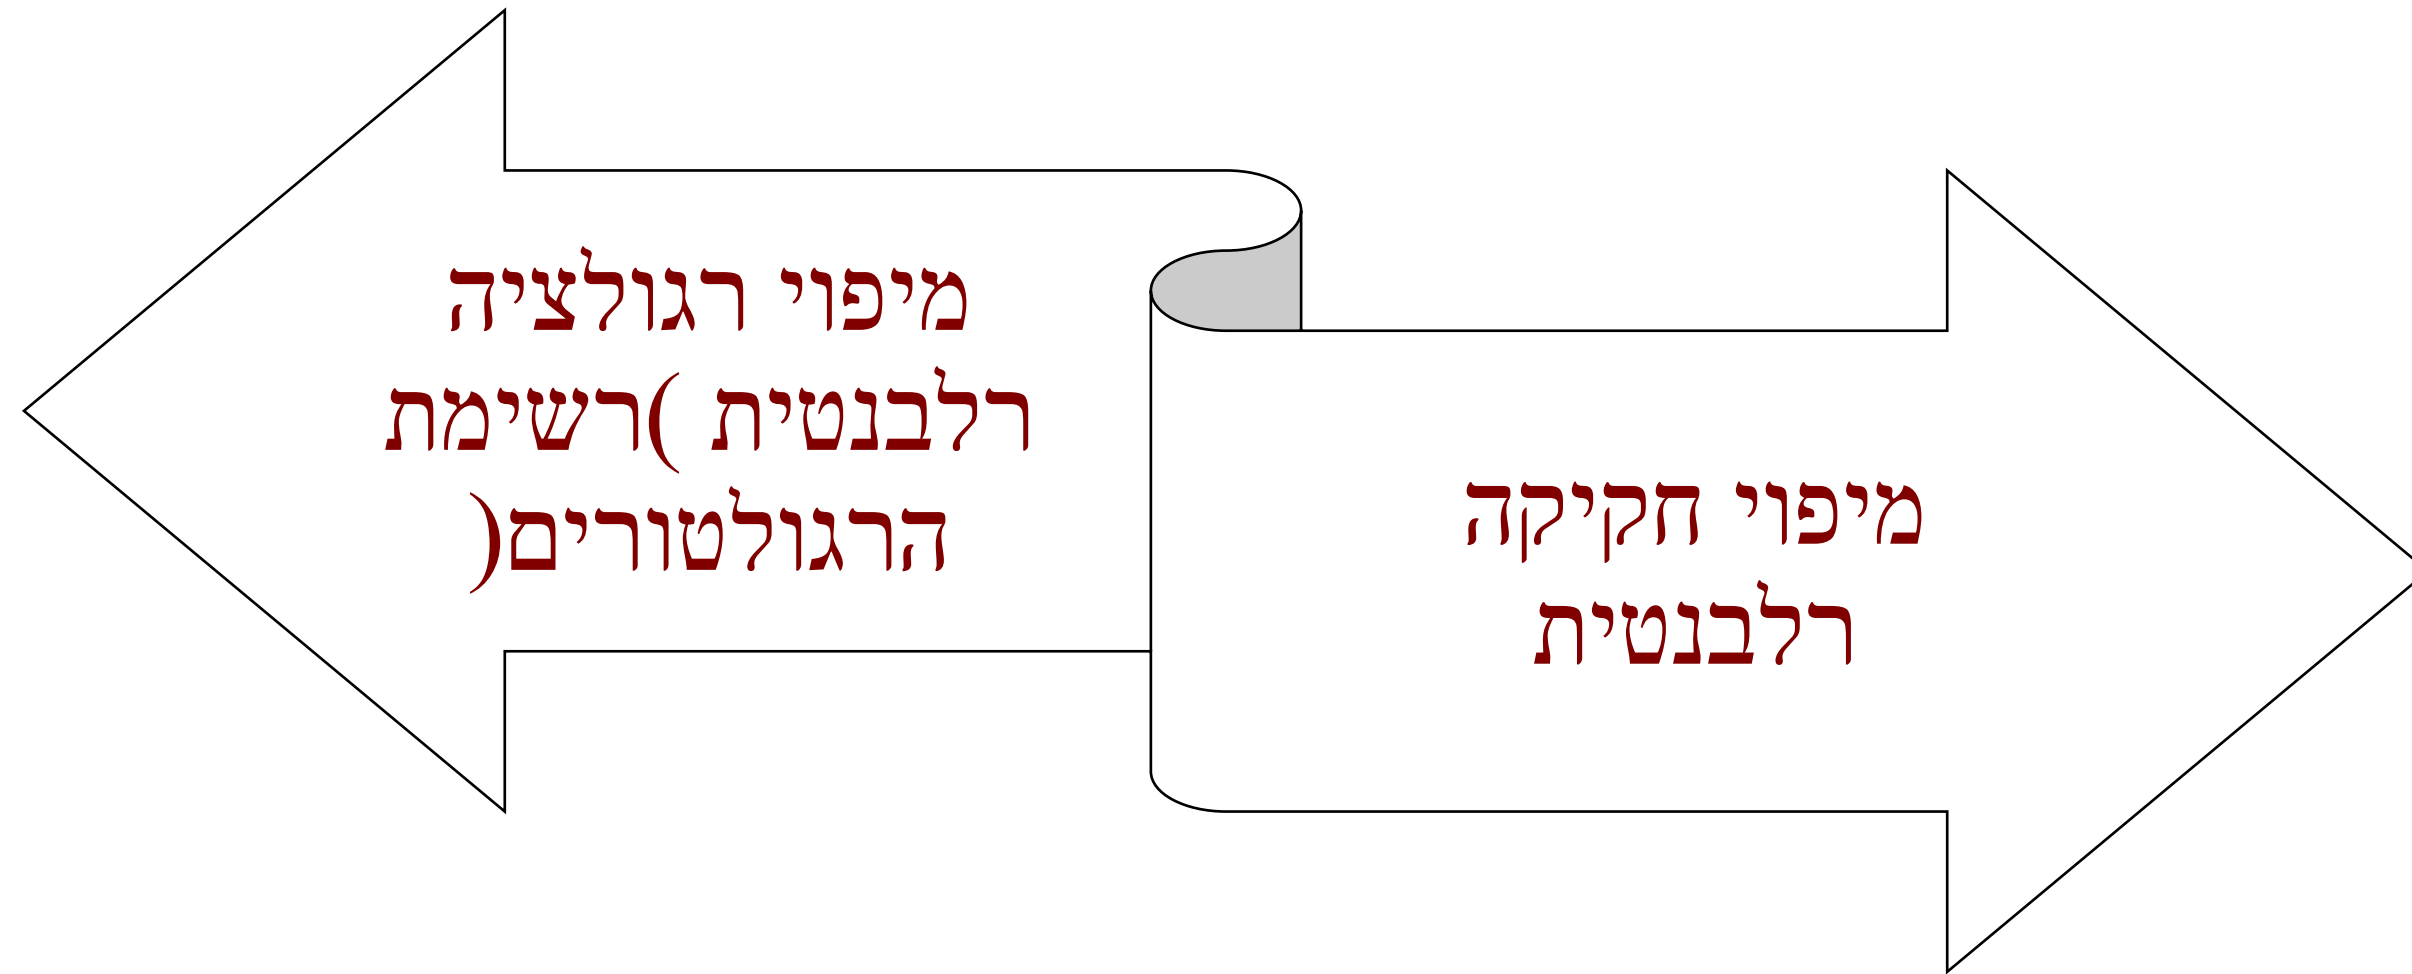 מיפוי חקיקה
רלבנטית
מיפוי רגולציה
רלבנטית )רשימת
הרגולטורים(